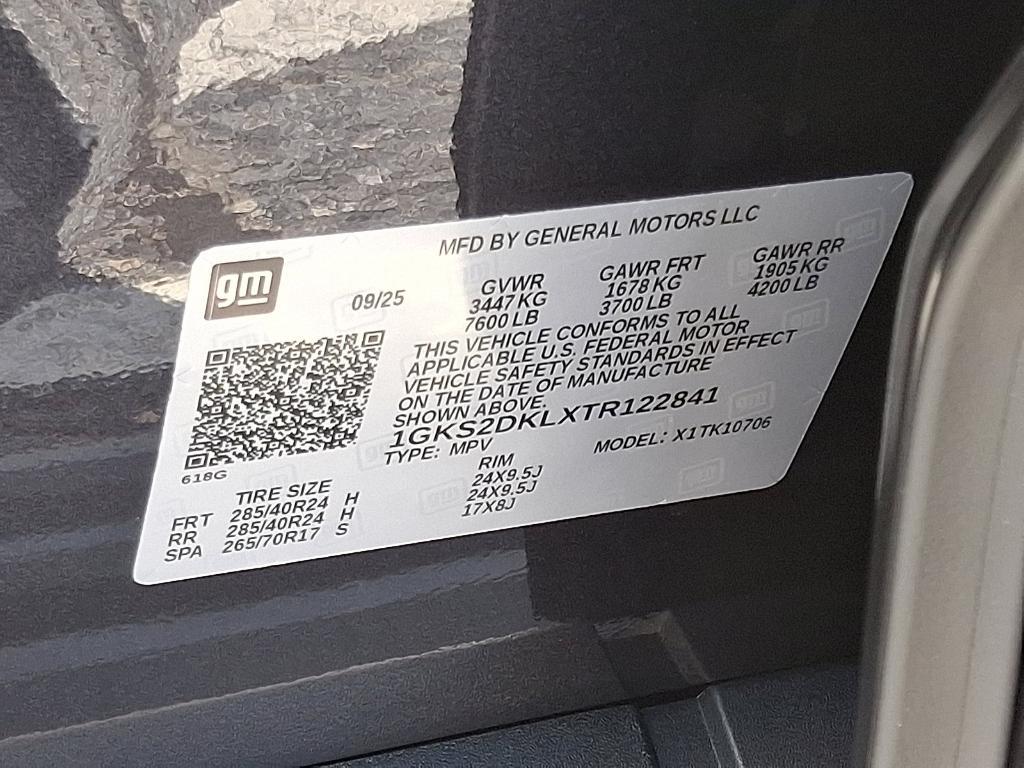 MFD BY GENERAL MOTORS LLC
gm
09/25
GVWR
3447 KG
7600 LB
GAWR FRT
1678 KG
3700 LB
GAWR RR
1905 KG
4200 LB
THIS VEHICLE CONFORMS TO ALL
APPLICABLE U.S. FEDERAL MOTOR
VEHICLE SAFETY STANDARDS IN EFFECT
ON THE DATE OF MANUFACTURE
SHOWN ABOVE.
1GKS2DKLXTR122841
TYPE: MPV
MODEL: X1TK10706
618G
TIRE SIZE
RIM
FRT 285/40R24 H 24X9.5J
RR 285/40R24 H 24X9.5J
SPA 265/70R17 S 17X8J